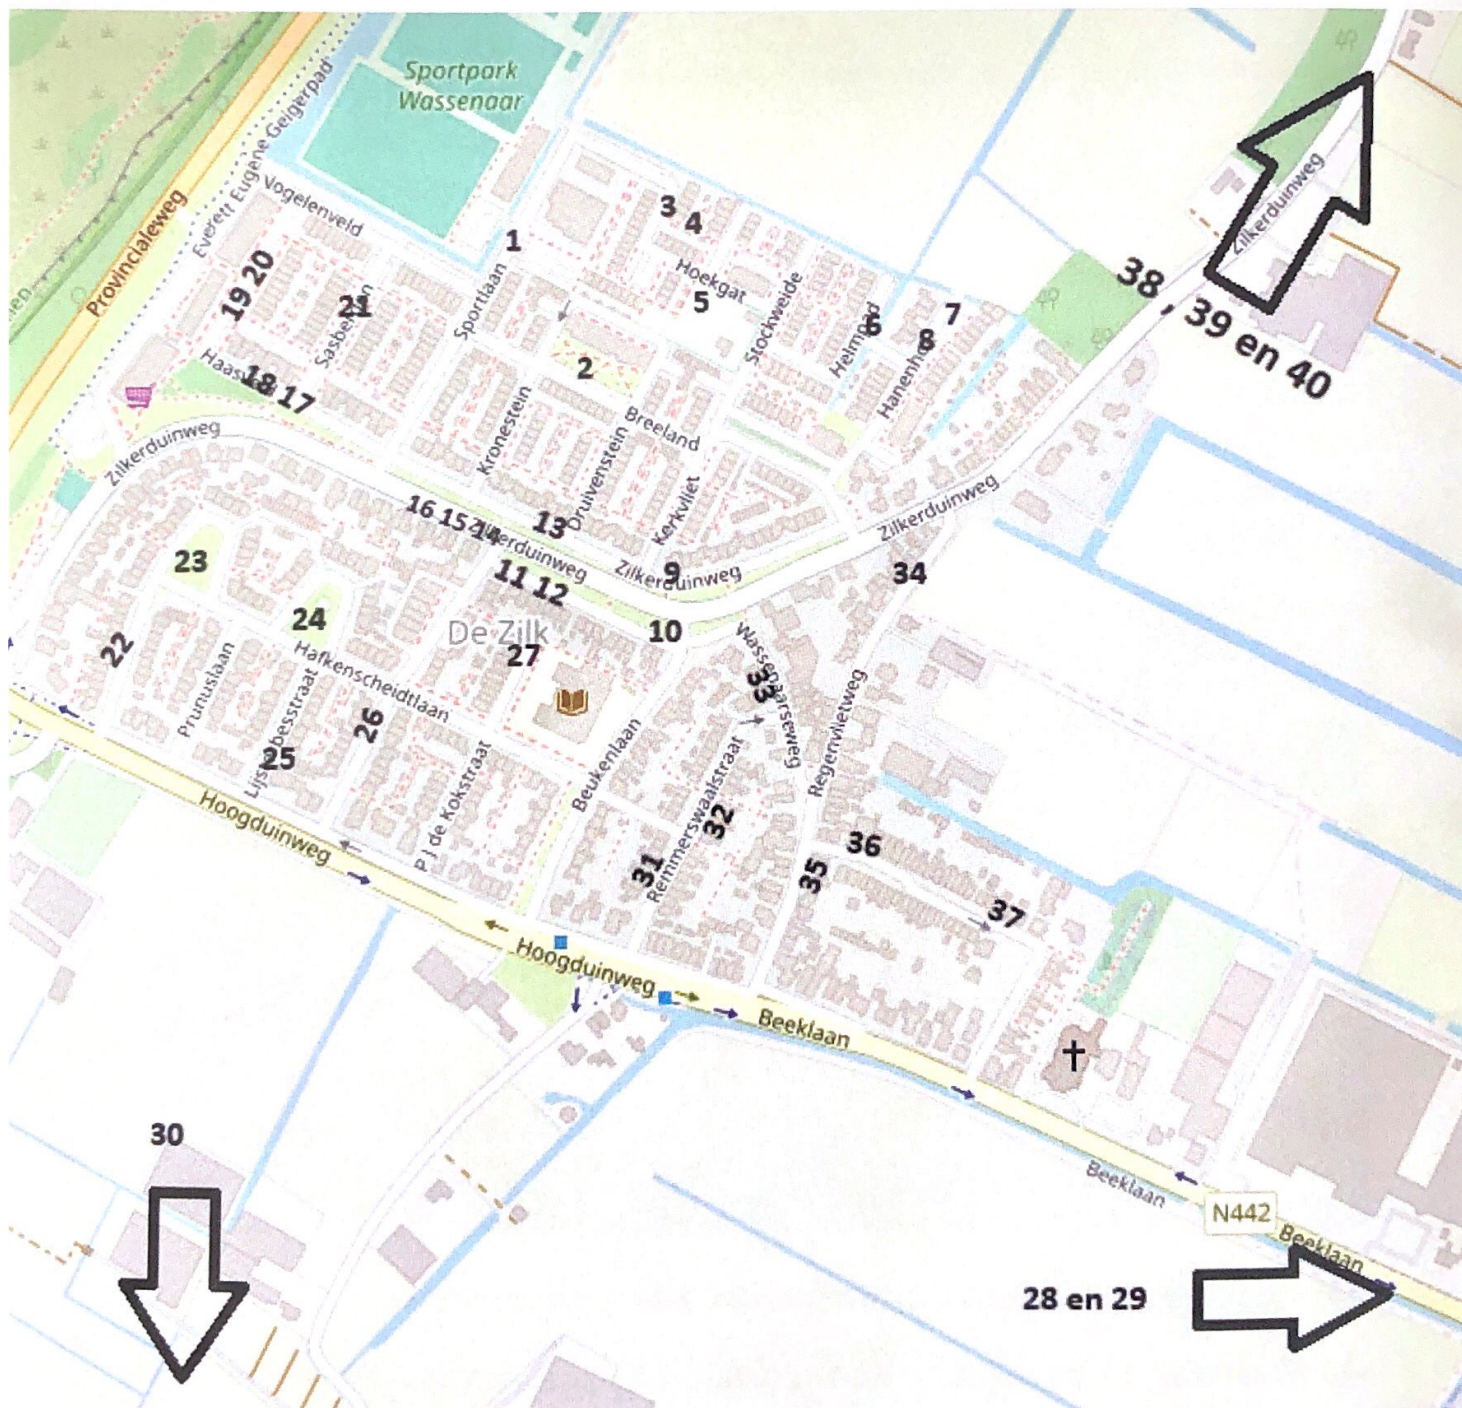 Sportpark
Wassenaar
Everett Eugene Geigerpad
Provincialeweg
Vogelenveld
Zilkerduinweg
1
3
4
Hoekgat
5
Stockweide
Helmpad
6
7
8
38, 39 en 40
19 20
21
Sportlaan
2
18 17
Zilkerduinweg
Kronestein
Breeland
Druivenstein
Kerkvliet
16 15 14
13
Zilkerduinweg
Zilkerduinweg
9
Zilkerduinweg
11 12
10
34
23
24
22
De Zilk
27
Hafkenscheidtlaan
Prunuslaan
25
26
P J de Kokstraat
Beukenlaan
Wassenaarseweg
33
Regenvlietweg
Remmerswaalstraat
32
31
36
35
37
Hoogduinweg
Hoogduinweg
Beeklaan
Beeklaan
N442
Beeklaan
30
28 en 29